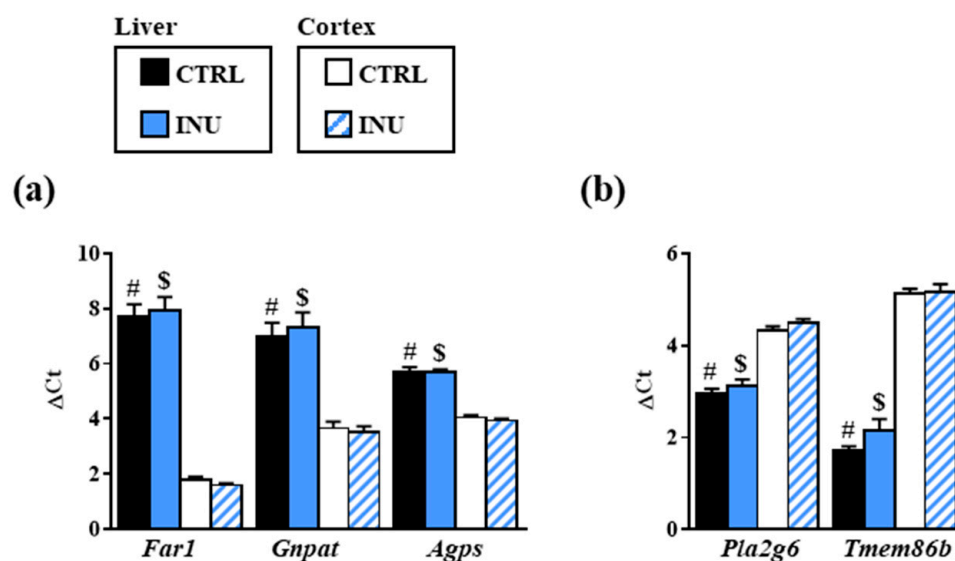 Liver Cortex
CTRL CTRL
INU INU
(a) (b)
10
8
6
4
2
0
ΔCt
# $ # $ # $
Far1 Gnpat Agps
6
4
2
0
ΔCt
# $ # $
Pla2g6 Tmem86b